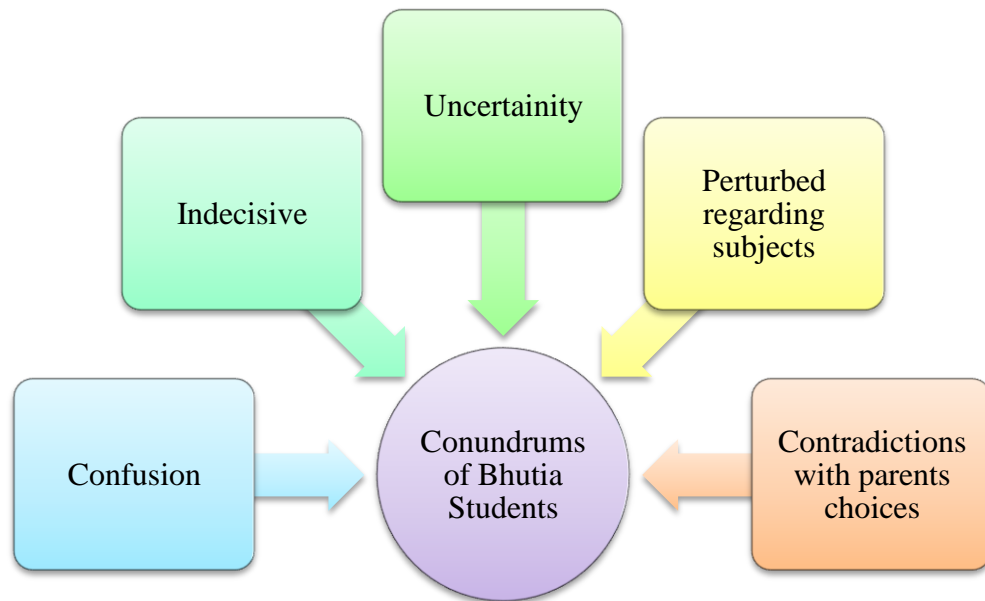 Uncertainity
Indecisive
Perturbed
regarding
subjects
Confusion
Conundrums
of Bhutia
Students
Contradictions
with parents
choices